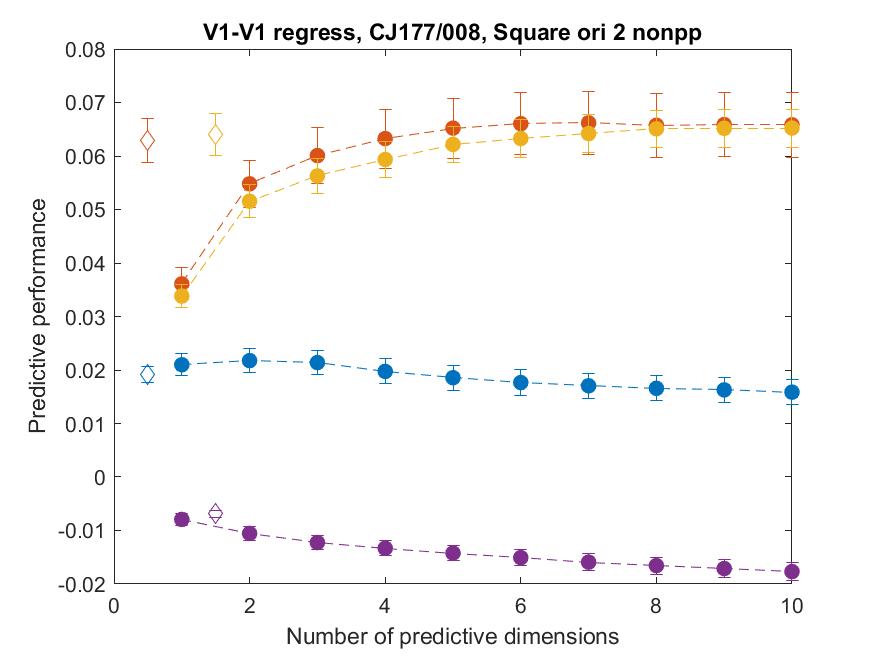 V1-V1 regress, CJ177/008, Square ori 2 nonpp
0.08
0.07
0.06
0.05
0.04
0.03
0.02
0.01
0
-0.01
-0.02
Predictive performance
0 2 4 6 8 10
Number of predictive dimensions